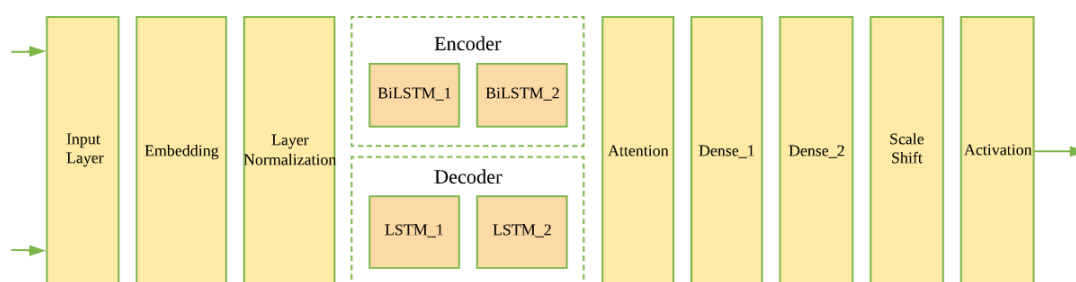 Input
Layer
Embedding
Layer
Normalization
Encoder
BiLSTM_1
BiLSTM_2
Decoder
LSTM_1
LSTM_2
Attention
Dense_1
Dense_2
Scale
Shift
Activation